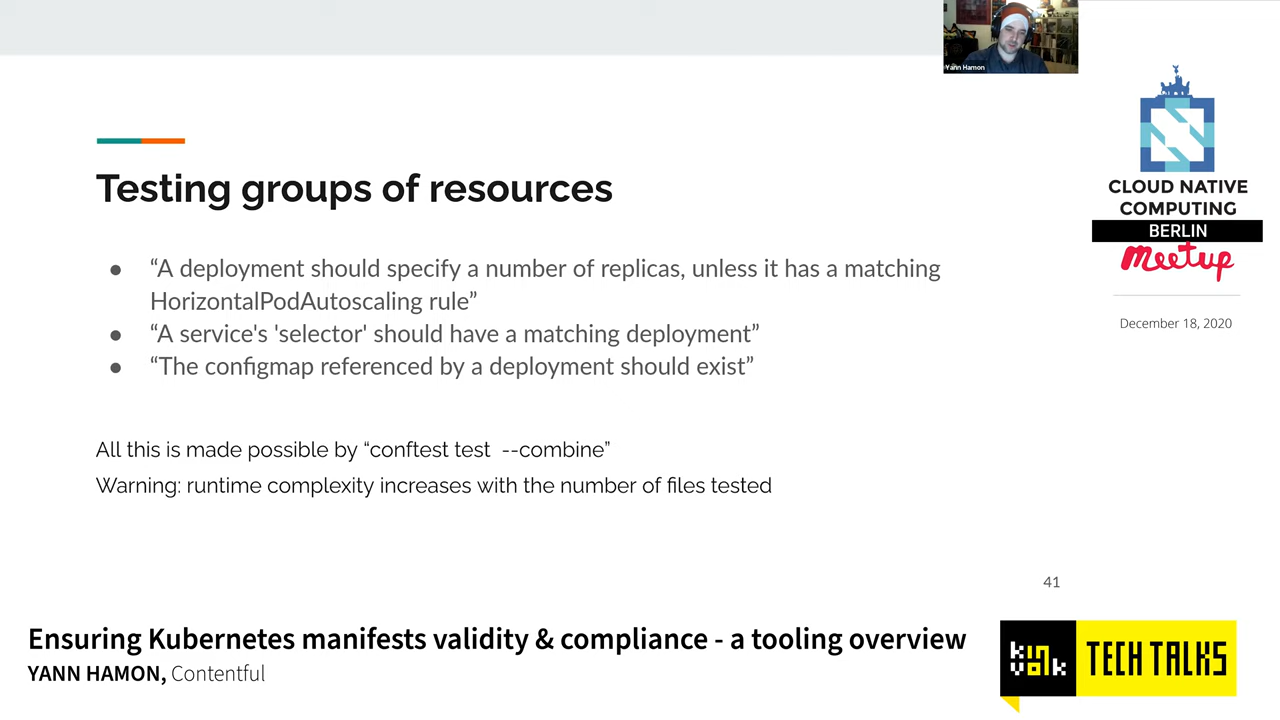 Yann Hamon
CLOUD NATIVE
COMPUTING
BERLIN
Meetup
December 18, 2020
Testing groups of resources
● “A deployment should specify a number of replicas, unless it has a matching
HorizontalPodAutoscaling rule”
● “A service's 'selector' should have a matching deployment”
● “The configmap referenced by a deployment should exist”
All this is made possible by “conftest test --combine”
Warning: runtime complexity increases with the number of files tested
41
Ensuring Kubernetes manifests validity & compliance - a tooling overview
YANN HAMON, Contentful
kinvolk
TECH TALKS